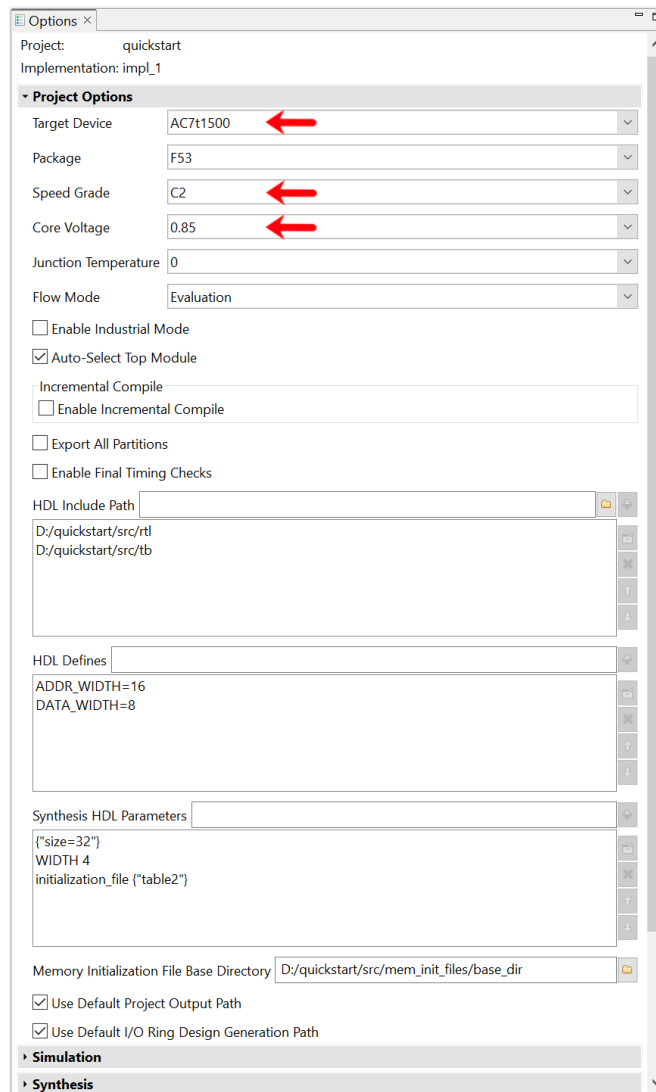 Options
Project: quickstart
Implementation: impl_1
Project Options
Target Device AC7t1500
Package F53
Speed Grade C2
Core Voltage 0.85
Junction Temperature 0
Flow Mode Evaluation
Enable Industrial Mode
Auto-Select Top Module
Incremental Compile
Enable Incremental Compile
Export All Partitions
Enable Final Timing Checks
HDL Include Path
D:/quickstart/src/rtl
D:/quickstart/src/tb
HDL Defines
ADDR_WIDTH=16
DATA_WIDTH=8
Synthesis HDL Parameters
{"size=32"}
WIDTH 4
initialization_file {"table2"}
Memory Initialization File Base Directory D:/quickstart/src/mem_init_files/base_dir
Use Default Project Output Path
Use Default I/O Ring Design Generation Path
Simulation
Synthesis